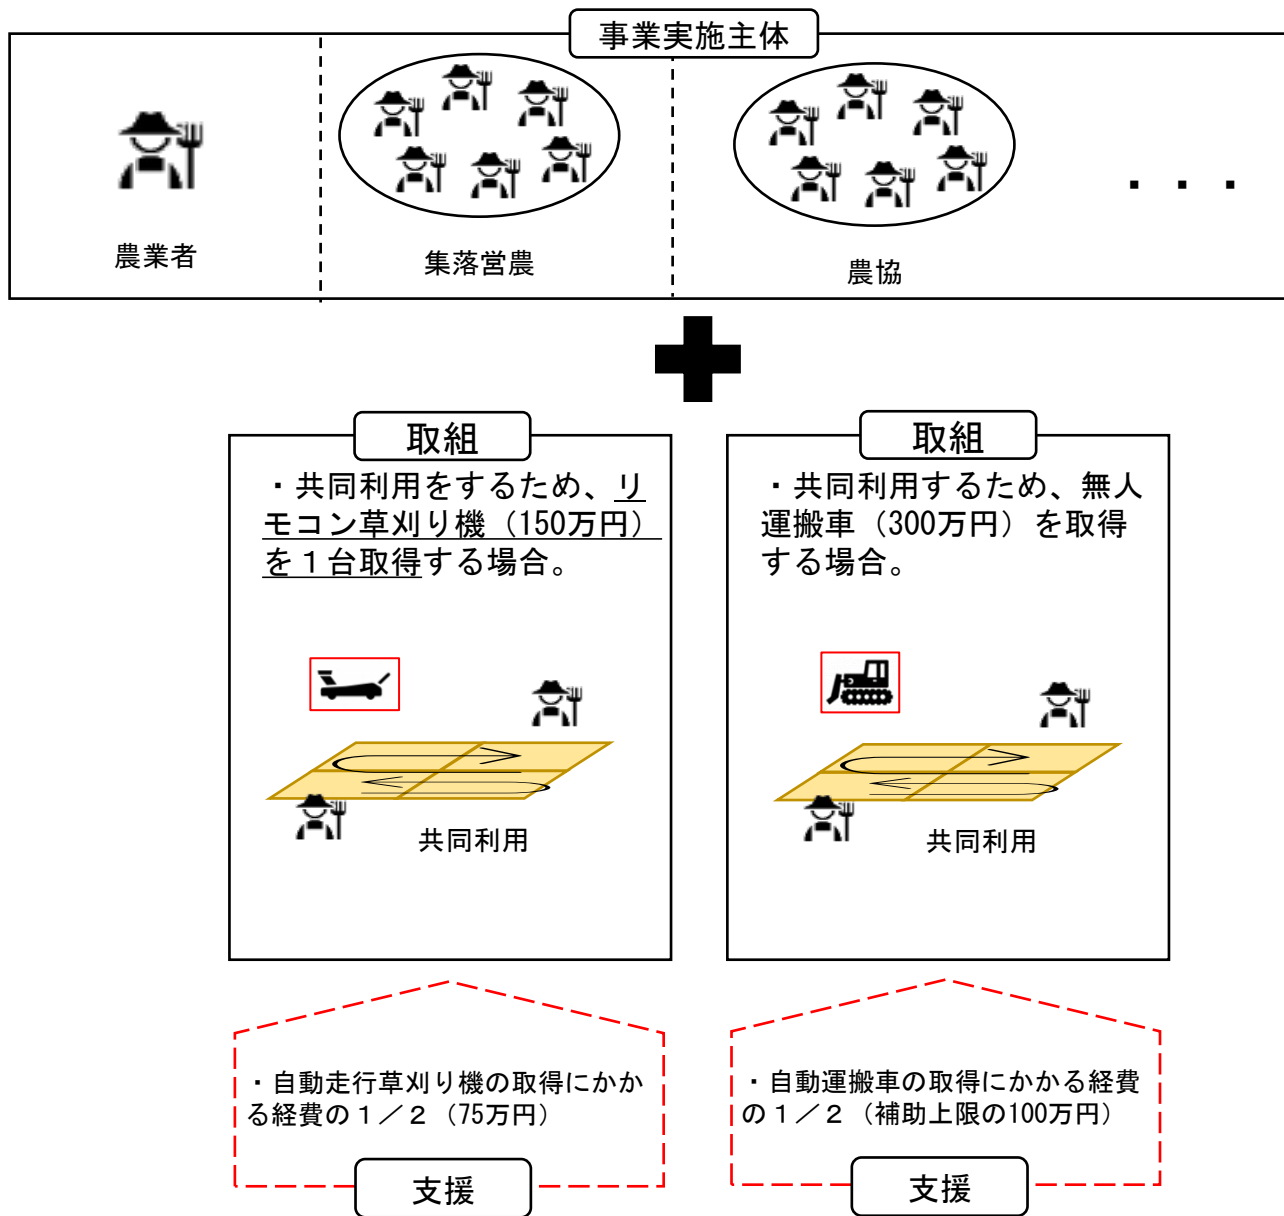 事業実施主体
農業者
集落営農
農協
・・・
取組
・共同利用をするため、リ
モコン草刈り機（150万円）
を１台取得する場合。
共同利用
取組
・共同利用するため、無人
運搬車（300万円）を取得
する場合。
共同利用
・自動走行草刈り機の取得にかか
る経費の１／２（75万円）
支援
・自動運搬車の取得にかかる経費
の１／２（補助上限の100万円）
支援